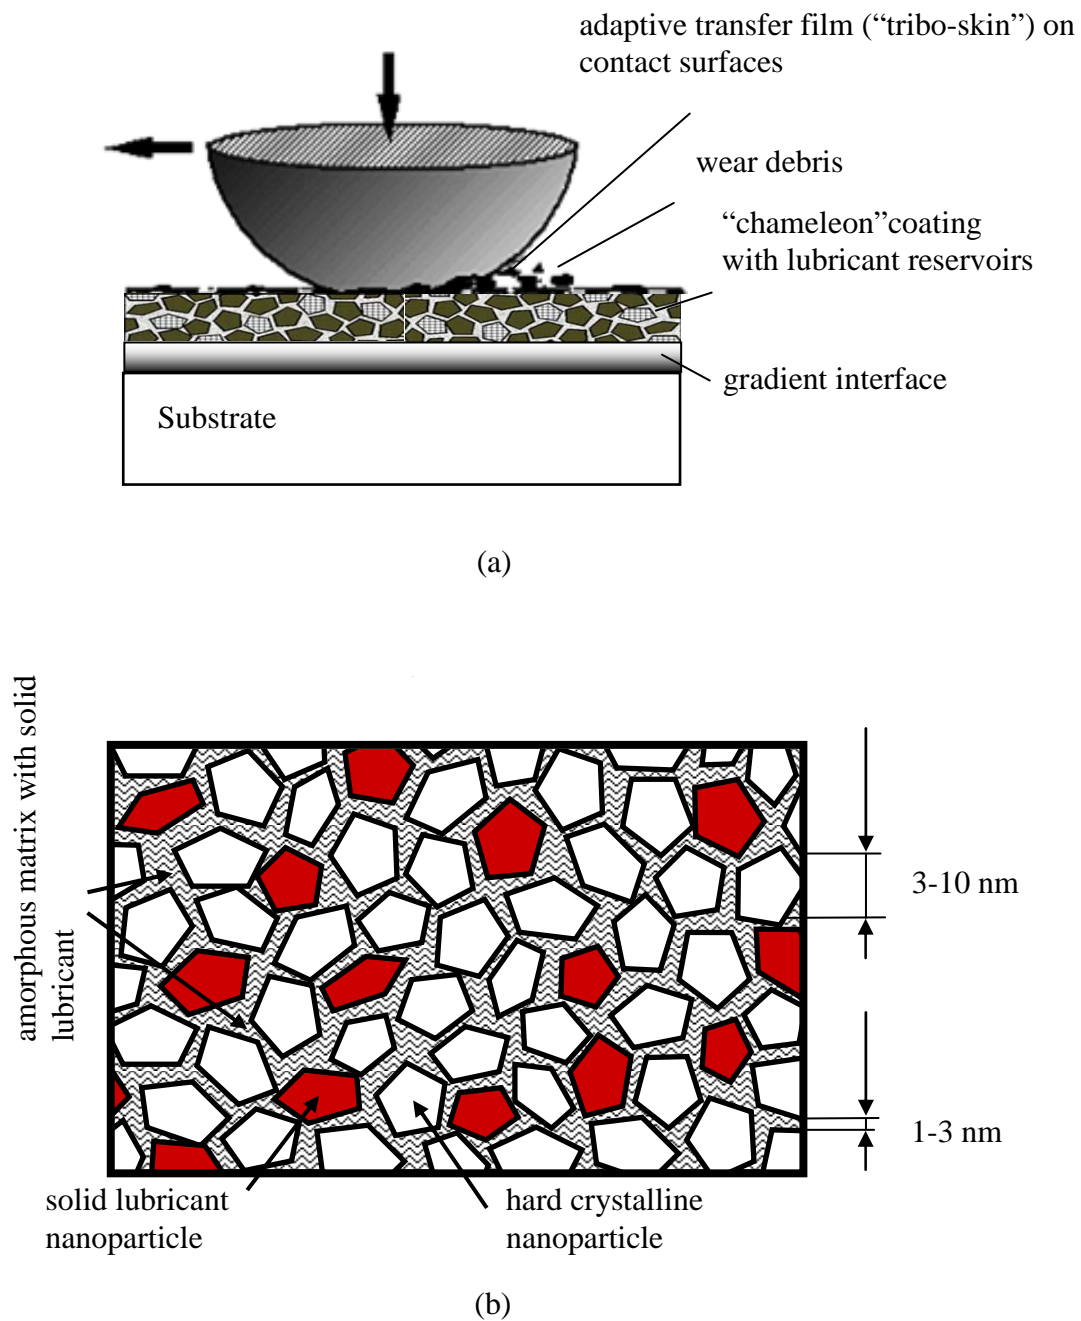 adaptive transfer film (“tribo-skin”) on
contact surfaces
wear debris
“chameleon”coating
with lubricant reservoirs
gradient interface
Substrate
(a)
amorphous matrix with solid
lubricant
3-10 nm
1-3 nm
solid lubricant
nanoparticle
hard crystalline
nanoparticle
(b)